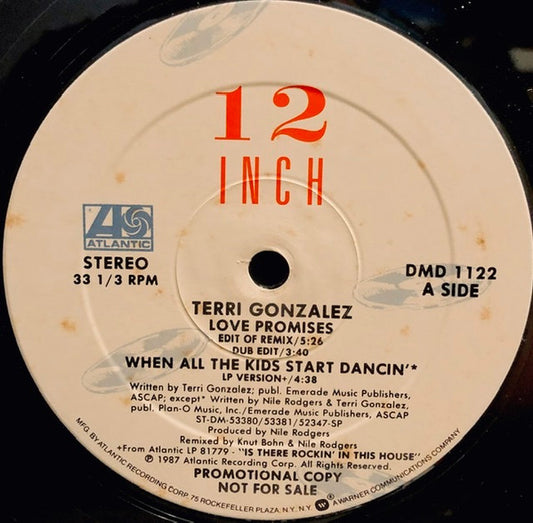 12
INCH
ATLANTIC
STEREO
33 1/3 RPM
DMD 1122
A SIDE
TERRI GONZALEZ
LOVE PROMISES
EDIT OF REMIX/5:26
DUB EDIT/3:40
WHEN ALL THE KIDS START DANCIN'*
LP VERSION+/4:38
Written by Terri Gonzalez; publ. Emerade Music Publishers,
ASCAP; except* Written by Nile Rodgers & Terri Gonzalez,
publ. Plan-O Music, Inc./Emerade Music Publishers, ASCAP
ST-DM-53380/53381/52347-SP
Produced by Nile Rodgers
Remixed by Knut Bohn & Nile Rodgers
+From Atlantic LP 81779 - "IS THERE ROCKIN' IN THIS HOUSE"
℗ 1987 Atlantic Recording Corp. All Rights Reserved.
PROMOTIONAL COPY
NOT FOR SALE
MFG. BY ATLANTIC RECORDING CORP. 75 ROCKEFELLER PLAZA, N.Y. N.Y. ® A WARNER COMMUNICATIONS COMPANY